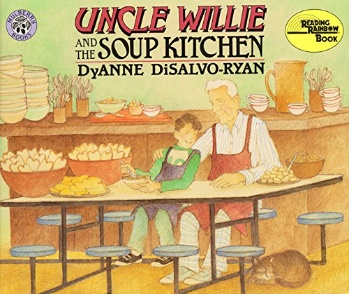 MULBERRY
BOOKS
UNCLE WILLIE
AND THE SOUP KITCHEN
DYANNE DISALVO-RYAN
READING
RAINBOW
BOOK